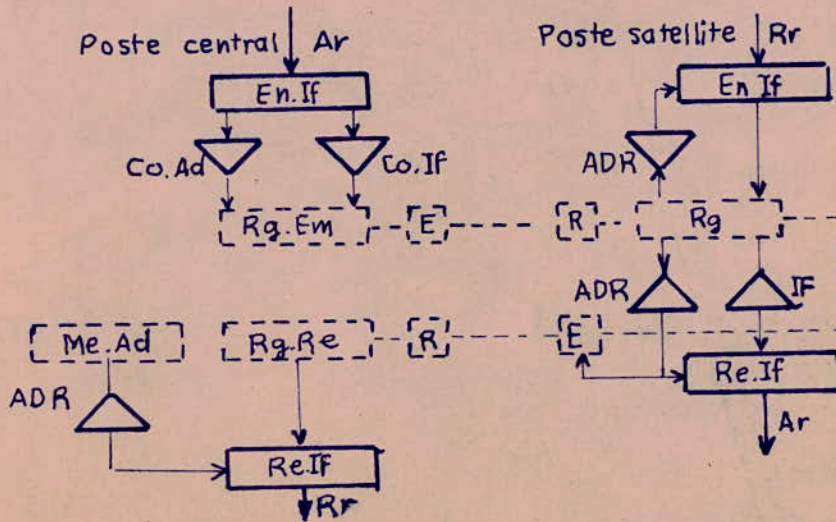 Poste central Ar
En.If
Co.Ad
Co.If
Rg.Em
E
Me.Ad
Rg.Re
R
ADR
Re.If
Rr
Poste satellite Rr
En If
ADR
R
Rg
ADR
IF
E
Re.If
Ar